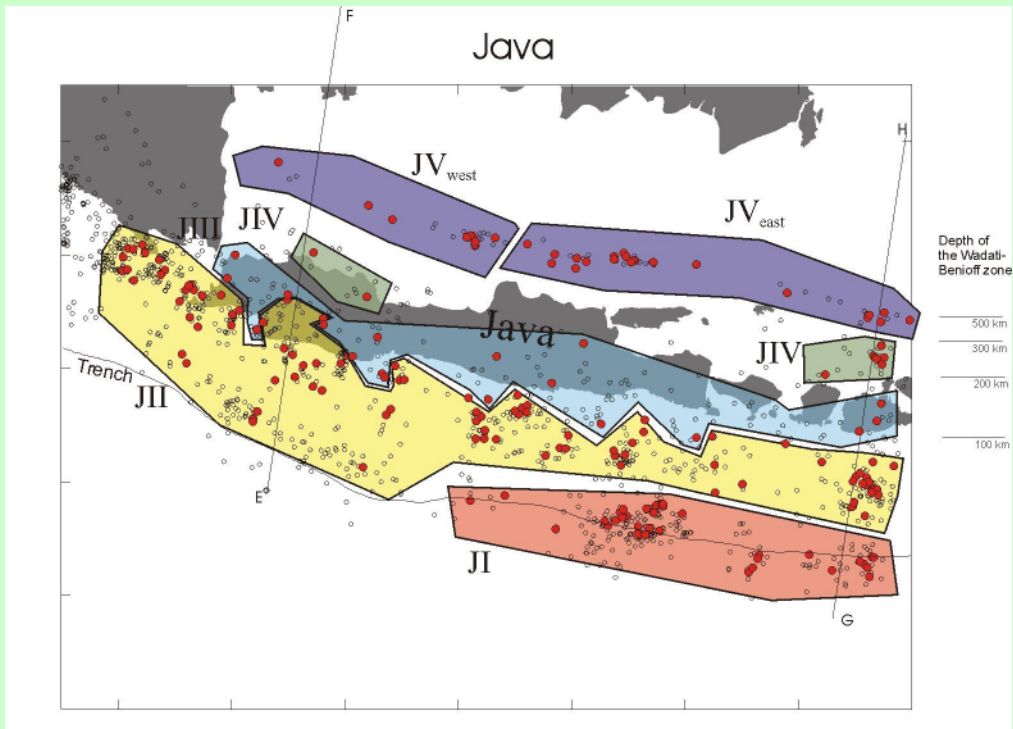 F
Java
H
JV west
JV east
JIII
JIV
Depth of
the Wadati-
Benioff zone
500 km
Java
JIV
300 km
Trench
200 km
JII
100 km
E
JI
G